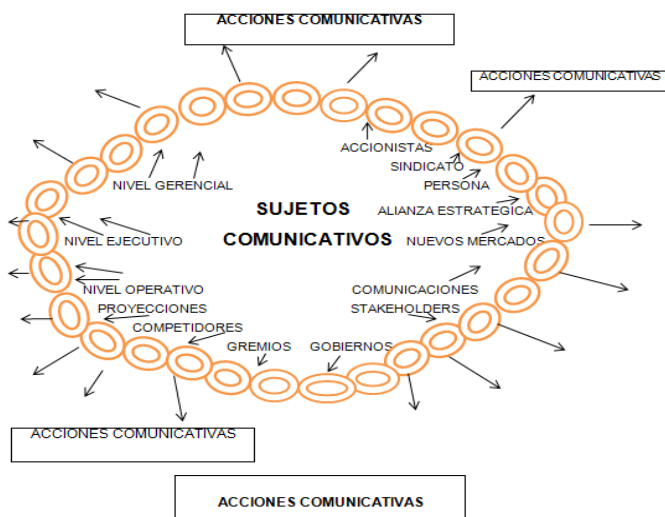 ACCIONES COMUNICATIVAS
ACCIONES COMUNICATIVAS
ACCIONISTAS
SINDICATO
PERSONA
NIVEL GERENCIAL
SUJETOS
ALIANZA ESTRATEGICA
COMUNICATIVOS
NIVEL EJECUTIVO
NUEVOS MERCADOS
NIVEL OPERATIVO
COMUNICACIONES
PROYECCIONES
STAKEHOLDERS
COMPETIDORES
GREMIOS
GOBIERNOS
ACCIONES COMUNICATIVAS
ACCIONES COMUNICATIVAS